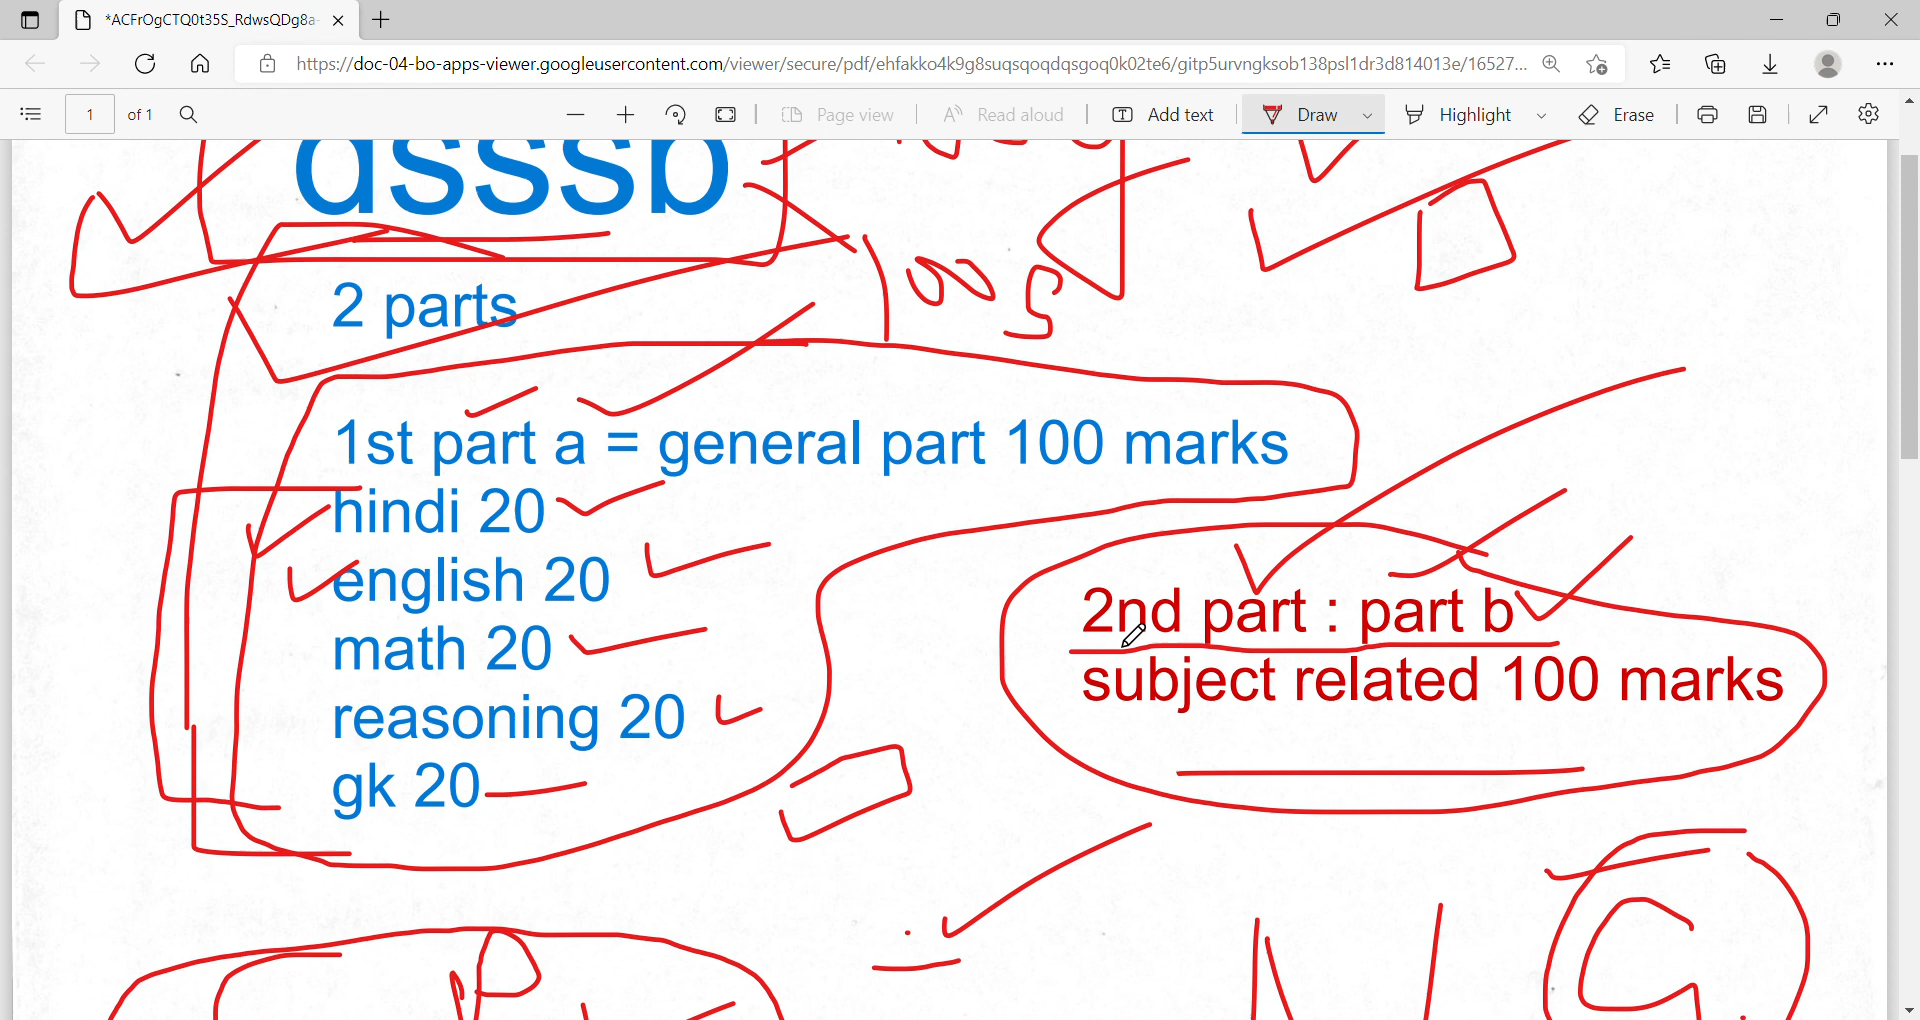 *ACFrOgCTQ0t35S_RdwsQDg8a-
https://doc-04-bo-apps-viewer.googleusercontent.com/viewer/secure/pdf/ehfakko4k9g8suqsqoqdqsgoq0k02te6/gitp5urvngksob138psl1dr3d814013e/16527...
1 of 1 Page view Read aloud Add text Draw Highlight Erase
dsssb
2 parts
100
1st part a = general part 100 marks
hindi 20
english 20
math 20
reasoning 20
gk 20
2nd part : part b
subject related 100 marks